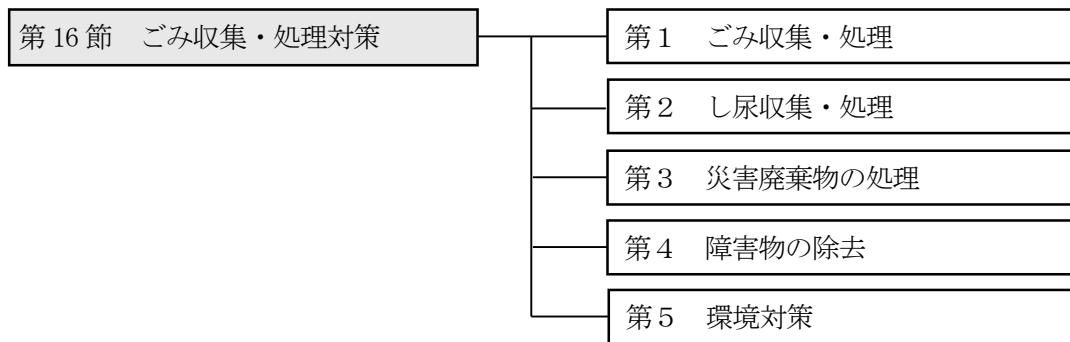 第 16 節　ごみ収集・処理対策
第１　ごみ収集・処理
第２　し尿収集・処理
第３　災害廃棄物の処理
第４　障害物の除去
第５　環境対策